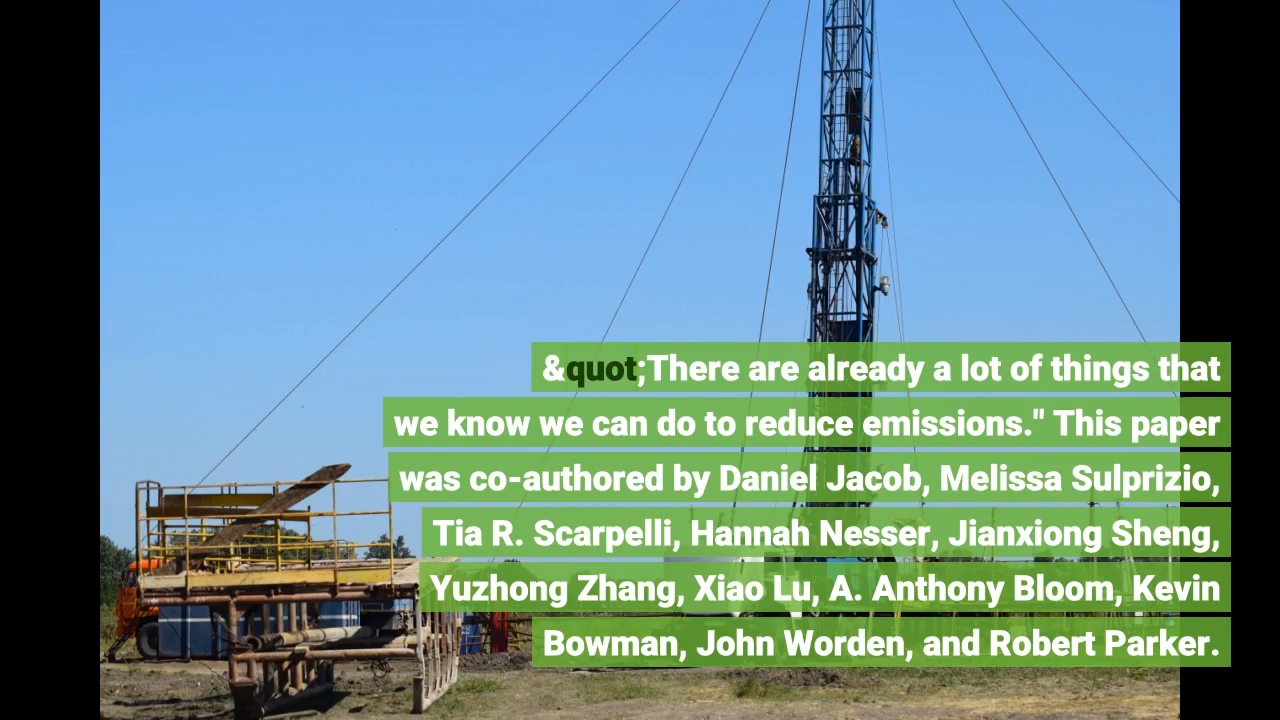 &quot;There are already a lot of things that
we know we can do to reduce emissions." This paper
was co-authored by Daniel Jacob, Melissa Sulprizio,
Tia R. Scarpelli, Hannah Nesser, Jianxiong Sheng,
Yuzhong Zhang, Xiao Lu, A. Anthony Bloom, Kevin
Bowman, John Worden, and Robert Parker.